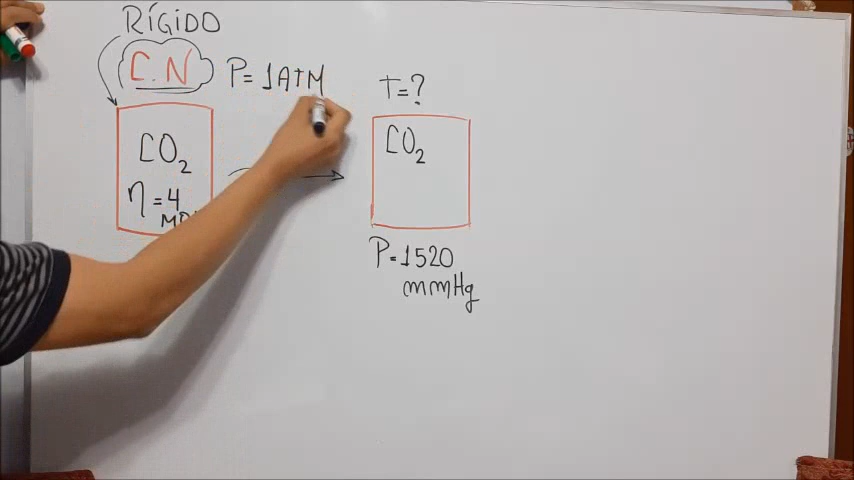 RÍGIDO
C.N
P= 1ATM
T=?
CO2
n=4
CO2
P=1520
mmHg